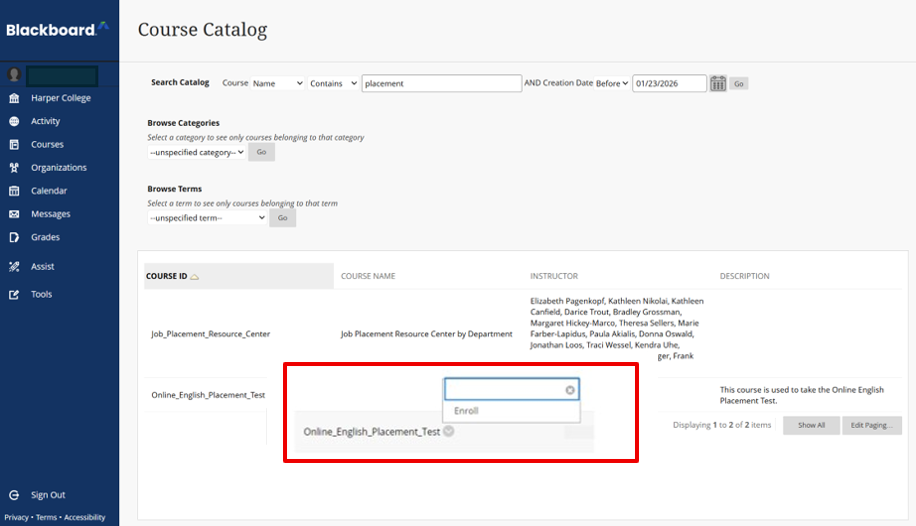 Blackboard
Course Catalog
Harper College
Activity
Courses
Organizations
Calendar
Messages
Grades
Assist
Tools
Sign Out
Privacy • Terms • Accessibility
Search Catalog Course Name Contains placement AND Creation Date Before 01/23/2026 Go
Browse Categories
Select a category to see only courses belonging to that category
--unspecified category-- Go
Browse Terms
Select a term to see only courses belonging to that term
--unspecified term-- Go
COURSE ID COURSE NAME INSTRUCTOR DESCRIPTION
Job_Placement_Resource_Center
Job Placement Resource Center by Department
Elizabeth Pagenkopf, Kathleen Nikolai, Kathleen
Canfield, Darice Trout, Bradley Grossman,
Margaret Hickey-Marco, Theresa Sellers, Marie
Farber-Lapidus, Paula Akialis, Donna Oswald,
Jonathan Loos, Traci Wessel, Kendra Uhe,
ger, Frank
Online_English_Placement_Test
This course is used to take the Online English
Placement Test.
Enroll
Online_English_Placement_Test
Displaying 1 to 2 of 2 items Show All Edit Paging...